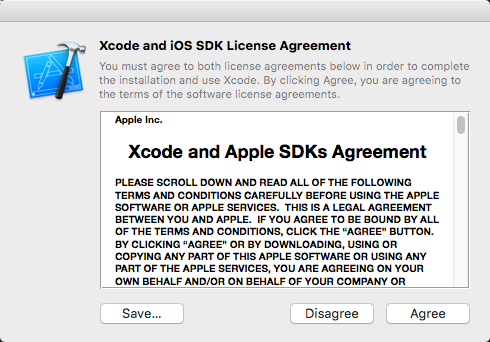 Xcode and iOS SDK License Agreement
You must agree to both license agreements below in order to complete
the installation and use Xcode. By clicking Agree, you are agreeing to
the terms of the software license agreements.
Apple Inc.
Xcode and Apple SDKs Agreement
PLEASE SCROLL DOWN AND READ ALL OF THE FOLLOWING
TERMS AND CONDITIONS CAREFULLY BEFORE USING THE APPLE
SOFTWARE OR APPLE SERVICES.  THIS IS A LEGAL AGREEMENT
BETWEEN YOU AND APPLE.  IF YOU AGREE TO BE BOUND BY ALL
OF THE TERMS AND CONDITIONS, CLICK THE “AGREE” BUTTON.
BY CLICKING “AGREE” OR BY DOWNLOADING, USING OR
COPYING ANY PART OF THIS APPLE SOFTWARE OR USING ANY
PART OF THE APPLE SERVICES, YOU ARE AGREEING ON YOUR
OWN BEHALF AND/OR ON BEHALF OF YOUR COMPANY OR
Save... Disagree Agree